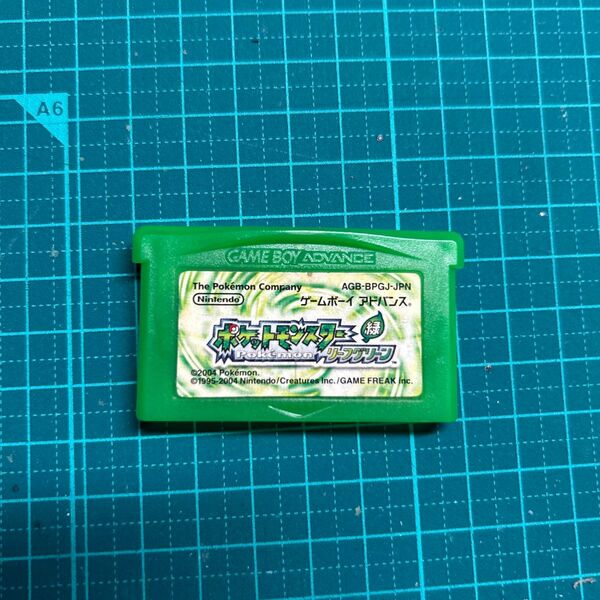 A6
GAME BOY ADVANCE
The Pokémon Company AGB-BPGJ-JPN
Nintendo ゲームボーイ アドバンス®
ポケットモンスター 緑
Pokémon リーフグリーン
©2004 Pokémon.
©1995-2004 Nintendo/Creatures Inc./GAME FREAK inc.